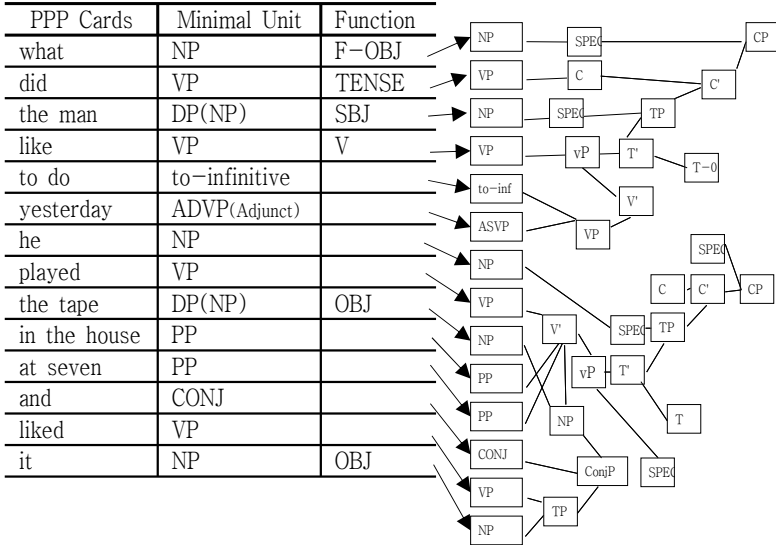 PPP Cards Minimal Unit Function
what NP F-OBJ
did VP TENSE
the man DP(NP) SBJ
like VP V
to do to-infinitive
yesterday ADVP(Adjunct)
he NP
played VP
the tape DP(NP) OBJ
in the house PP
at seven PP
and CONJ
liked VP
it NP OBJ
NP SPEC CP
VP C C'
NP SPEC TP
VP vP T' T-0
to-inf V'
ASVP VP
NP SPEC
VP C C' CP
NP V' SPEC TP
PP vP T'
PP NP T
CONJ ConjP SPEC
VP TP
NP